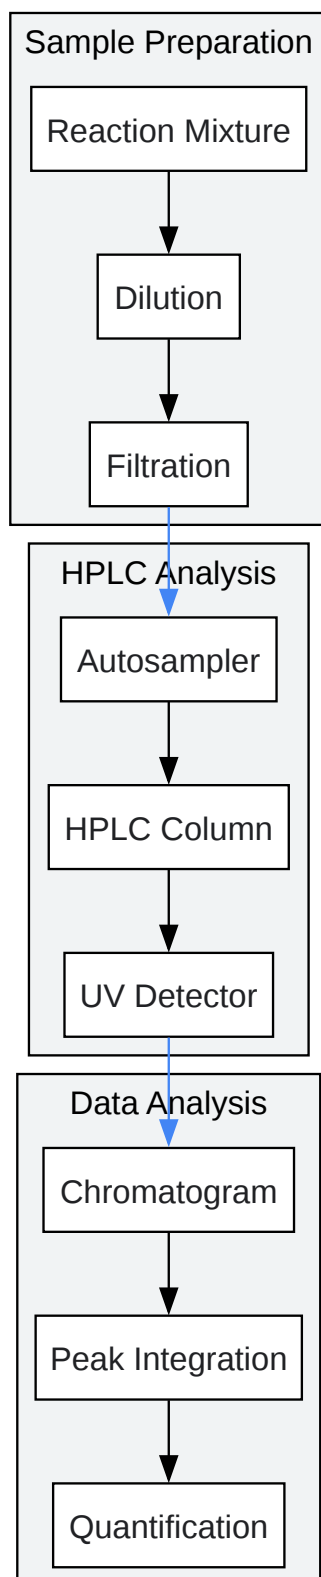 Sample Preparation
Reaction Mixture
Dilution
Filtration
HPLC Analysis
Autosampler
HPLC Column
UV Detector
Data Analysis
Chromatogram
Peak Integration
Quantification